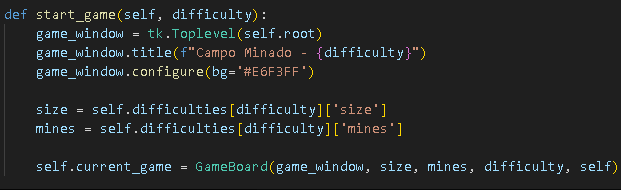 def start_game(self, difficulty):
    game_window = tk.Toplevel(self.root)
    game_window.title(f"Campo Minado - {difficulty}")
    game_window.configure(bg='#E6F3FF')

    size = self.difficulties[difficulty]['size']
    mines = self.difficulties[difficulty]['mines']

    self.current_game = GameBoard(game_window, size, mines, difficulty, self)